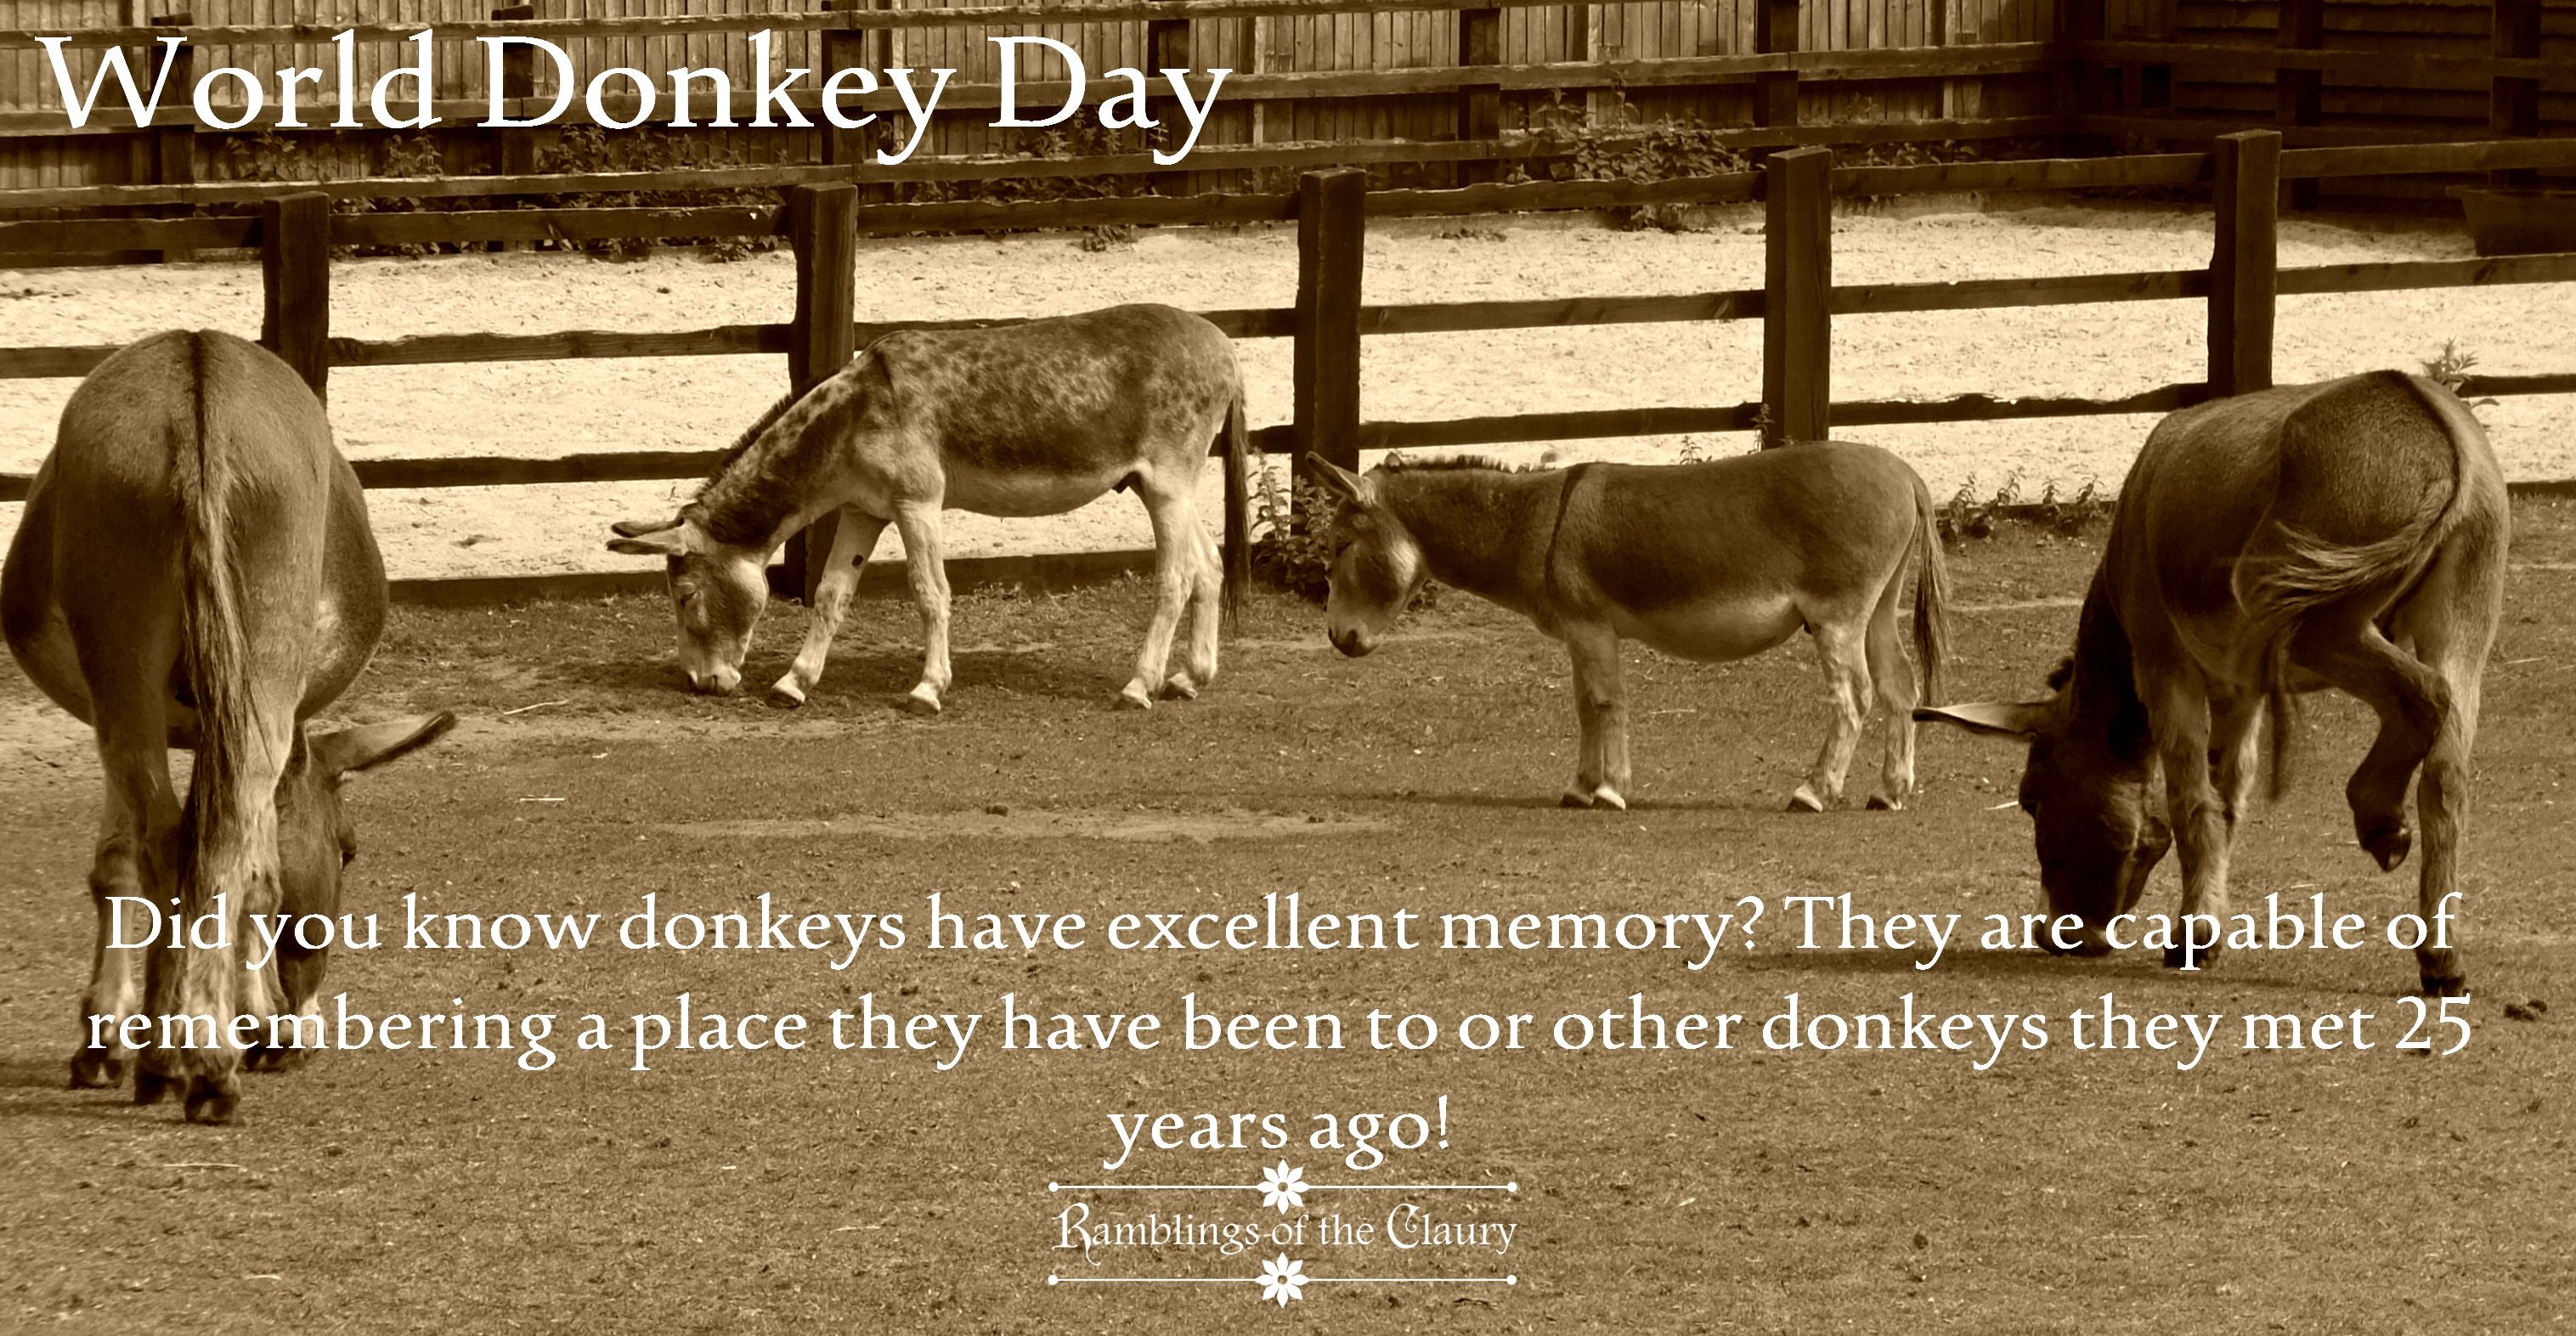 World Donkey Day
Did you know donkeys have excellent memory? They are capable of
remembering a place they have been to or other donkeys they met 25
years ago!
Ramblings of the Claury